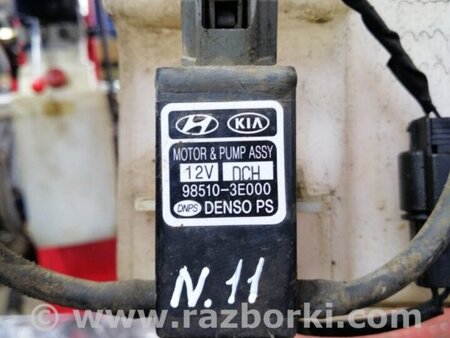 KIA
MOTOR & PUMP ASSY
12V DCH
98510-3E000
DNPS DENSO PS
N.11
www.razborki.com